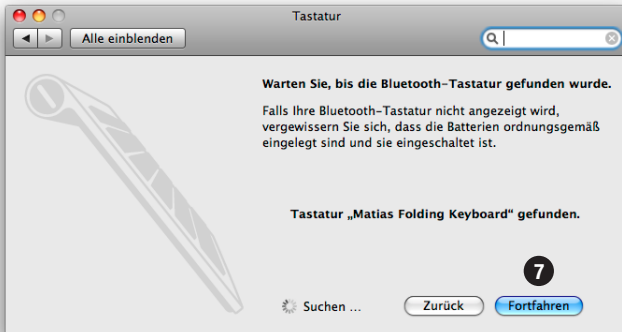 Tastatur
Alle einblenden
Warten Sie, bis die Bluetooth-Tastatur gefunden wurde.
Falls Ihre Bluetooth-Tastatur nicht angezeigt wird,
vergewissern Sie sich, dass die Batterien ordnungsgemäß
eingelegt sind und sie eingeschaltet ist.
Tastatur „Matias Folding Keyboard“ gefunden.
7
Suchen ... Zurück Fortfahren